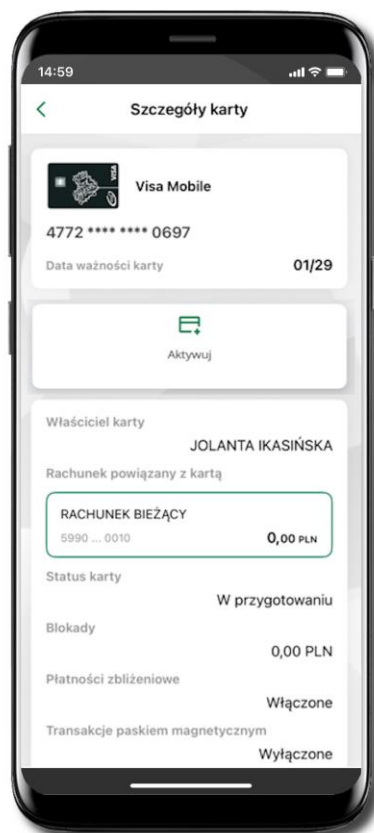 14:59
Szczegóły karty
VISA
Visa Mobile
4772 **** **** 0697
Data ważności karty 01/29
Aktywuj
Właściciel karty
JOLANTA IKASIŃSKA
Rachunek powiązany z kartą
RACHUNEK BIEŻĄCY
5990 ... 0010 0,00 PLN
Status karty
W przygotowaniu
Blokady
0,00 PLN
Płatności zbliżeniowe
Włączone
Transakcje paskiem magnetycznym
Wyłączone